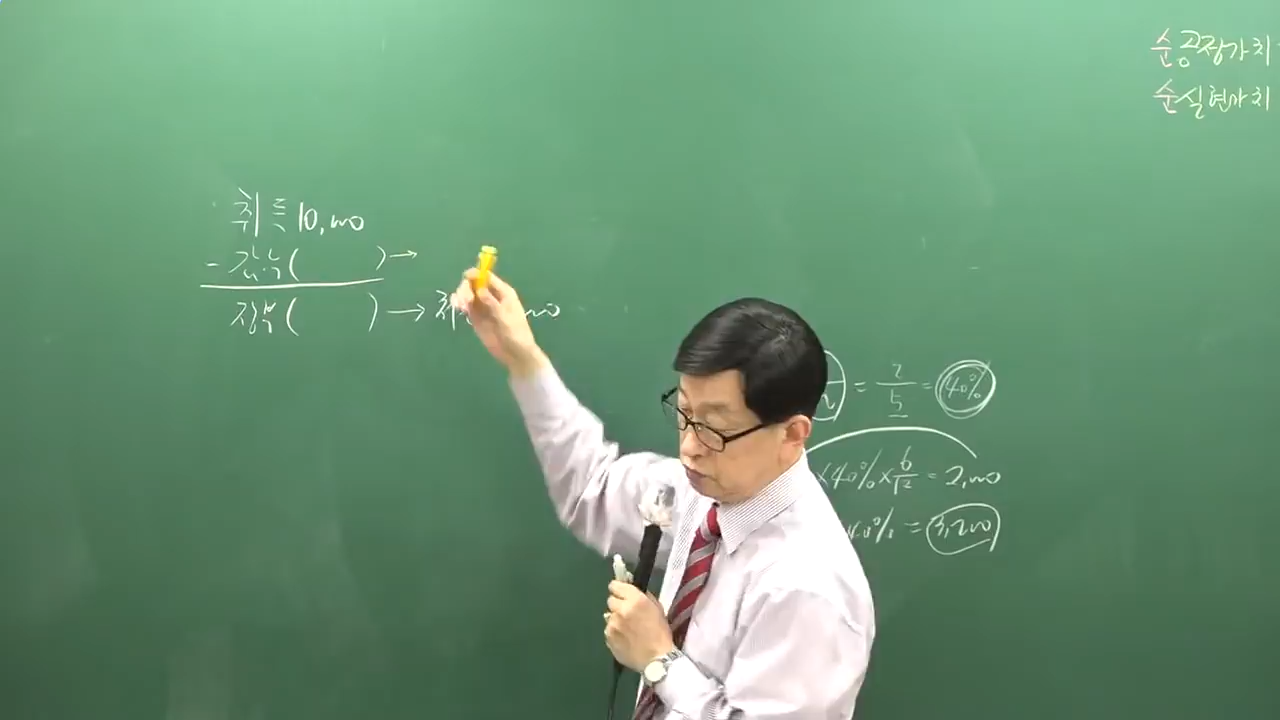 순공정가치
순실현가치
취득 10,000
- 감누( ) →
장부( ) → 취
= 2/5 = 40%
×40%×6/12 = 2,000
40% = 3,200